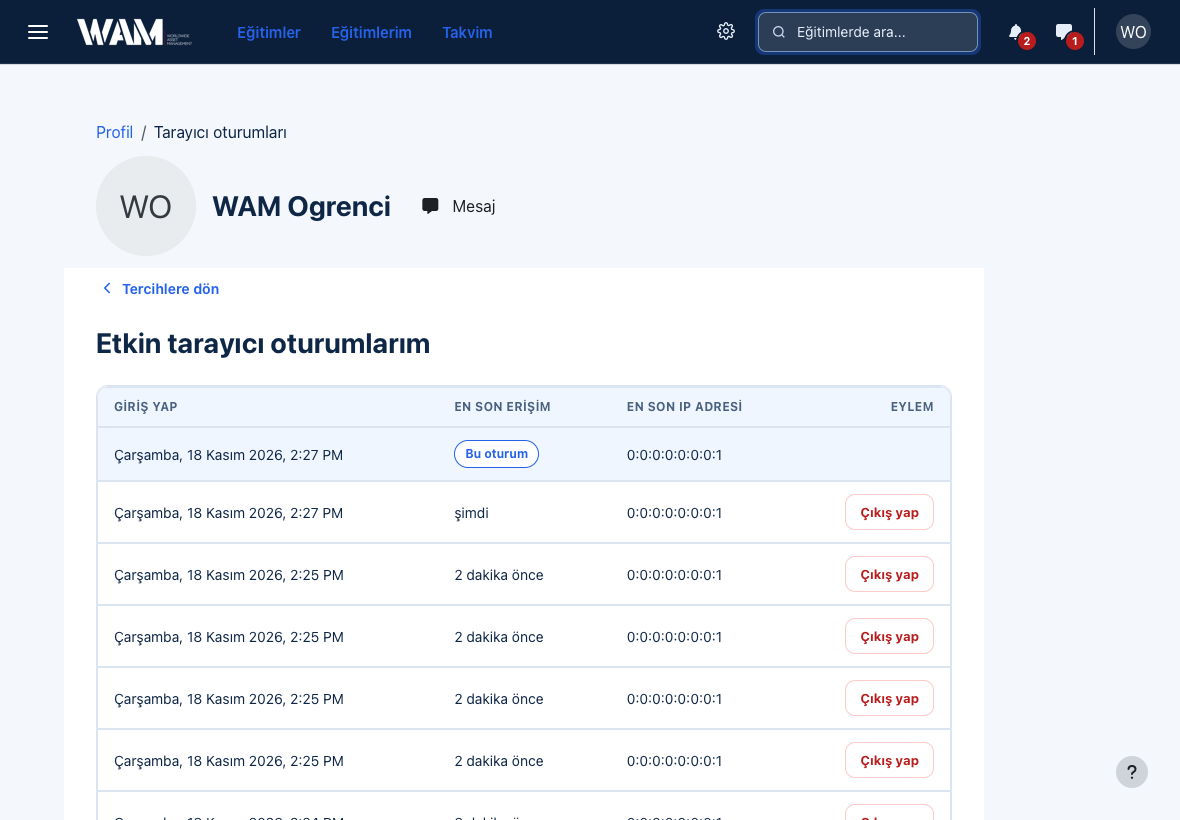 WAM WORLDWIDE ASSET MANAGEMENT
Eğitimler Eğitimlerim Takvim Eğitimlerde ara... 2 1 WO
Profil / Tarayıcı oturumları
WO WAM Ogrenci Mesaj
Tercihlere dön
Etkin tarayıcı oturumlarım
GİRİŞ YAP EN SON ERİŞİM EN SON IP ADRESİ EYLEM
Çarşamba, 18 Kasım 2026, 2:27 PM Bu oturum 0:0:0:0:0:0:0:1
Çarşamba, 18 Kasım 2026, 2:27 PM şimdi 0:0:0:0:0:0:0:1 Çıkış yap
Çarşamba, 18 Kasım 2026, 2:25 PM 2 dakika önce 0:0:0:0:0:0:0:1 Çıkış yap
Çarşamba, 18 Kasım 2026, 2:25 PM 2 dakika önce 0:0:0:0:0:0:0:1 Çıkış yap
Çarşamba, 18 Kasım 2026, 2:25 PM 2 dakika önce 0:0:0:0:0:0:0:1 Çıkış yap
Çarşamba, 18 Kasım 2026, 2:25 PM 2 dakika önce 0:0:0:0:0:0:0:1 Çıkış yap
?